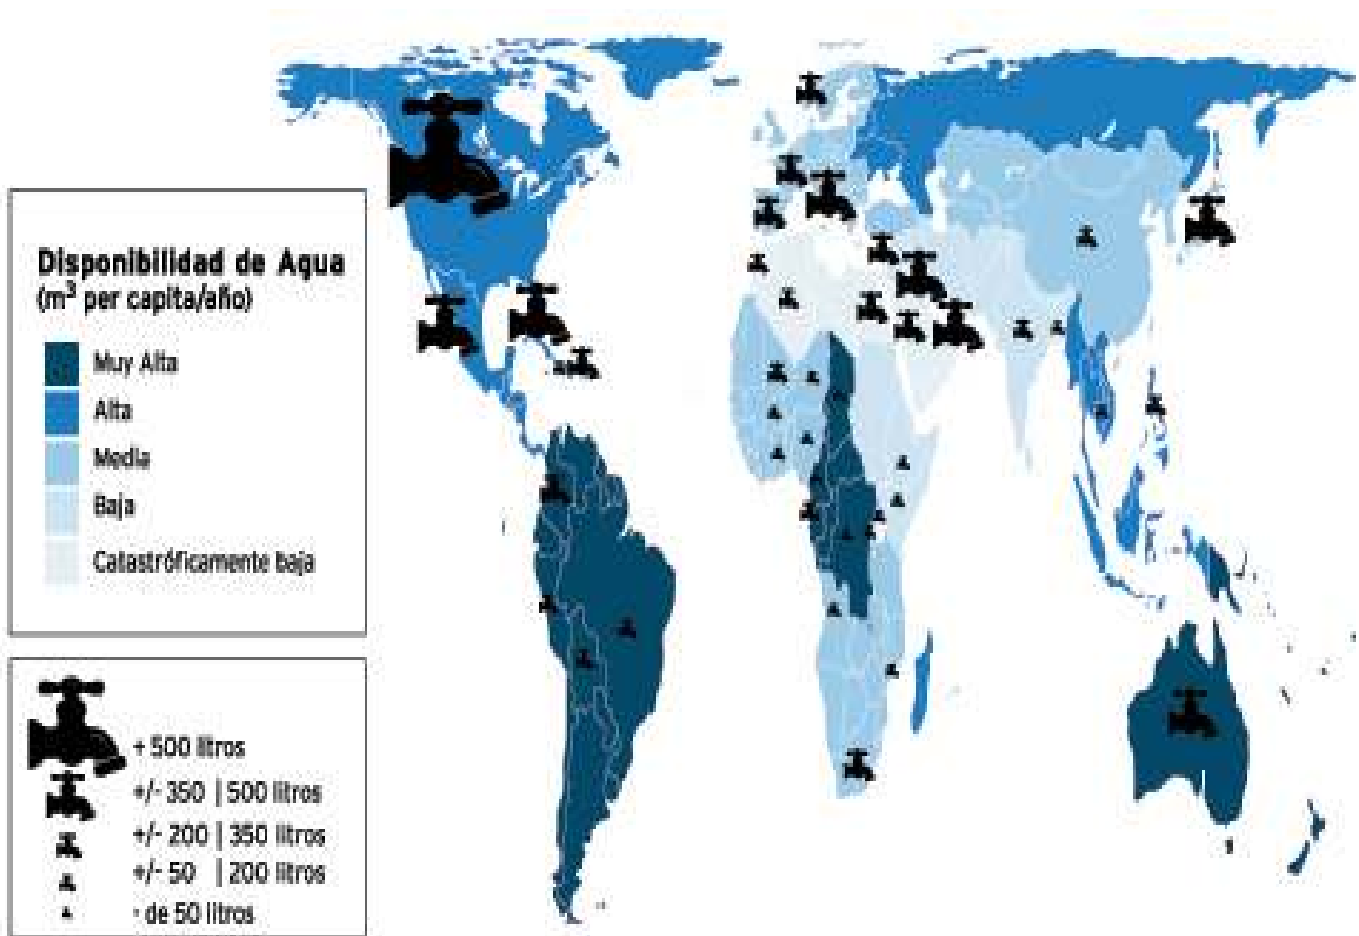 Disponibilidad de Agua
(m³ per capita/año)
Muy Alta
Alta
Media
Baja
Catastróficamente baja
+ 500 litros
+/- 350 | 500 litros
+/- 200 | 350 litros
+/- 50 | 200 litros
- de 50 litros